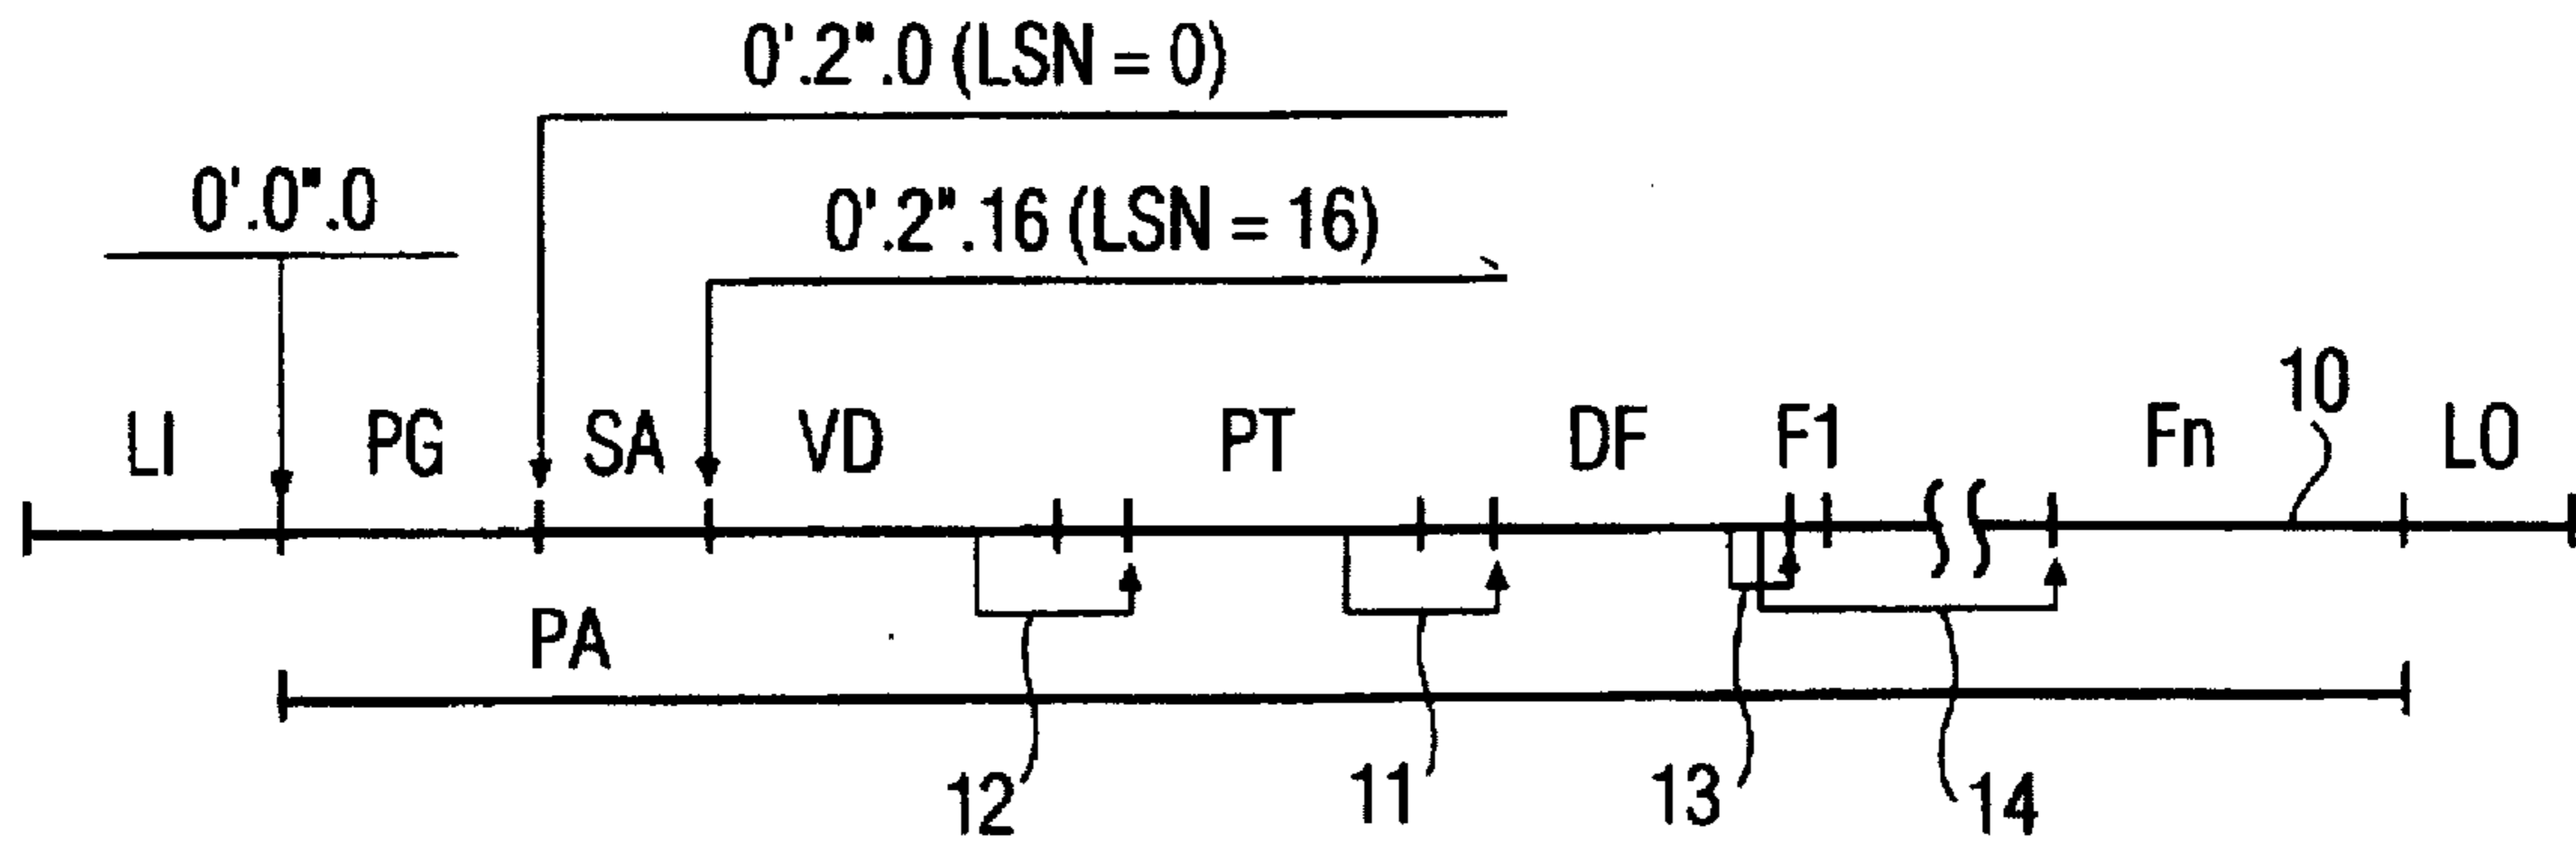 0'.2".0 (LSN = 0)
0'.0".0
0'.2".16 (LSN = 16)
10
LI PG SA VD PT DF F1 Fn LO
PA
12 11 13 14